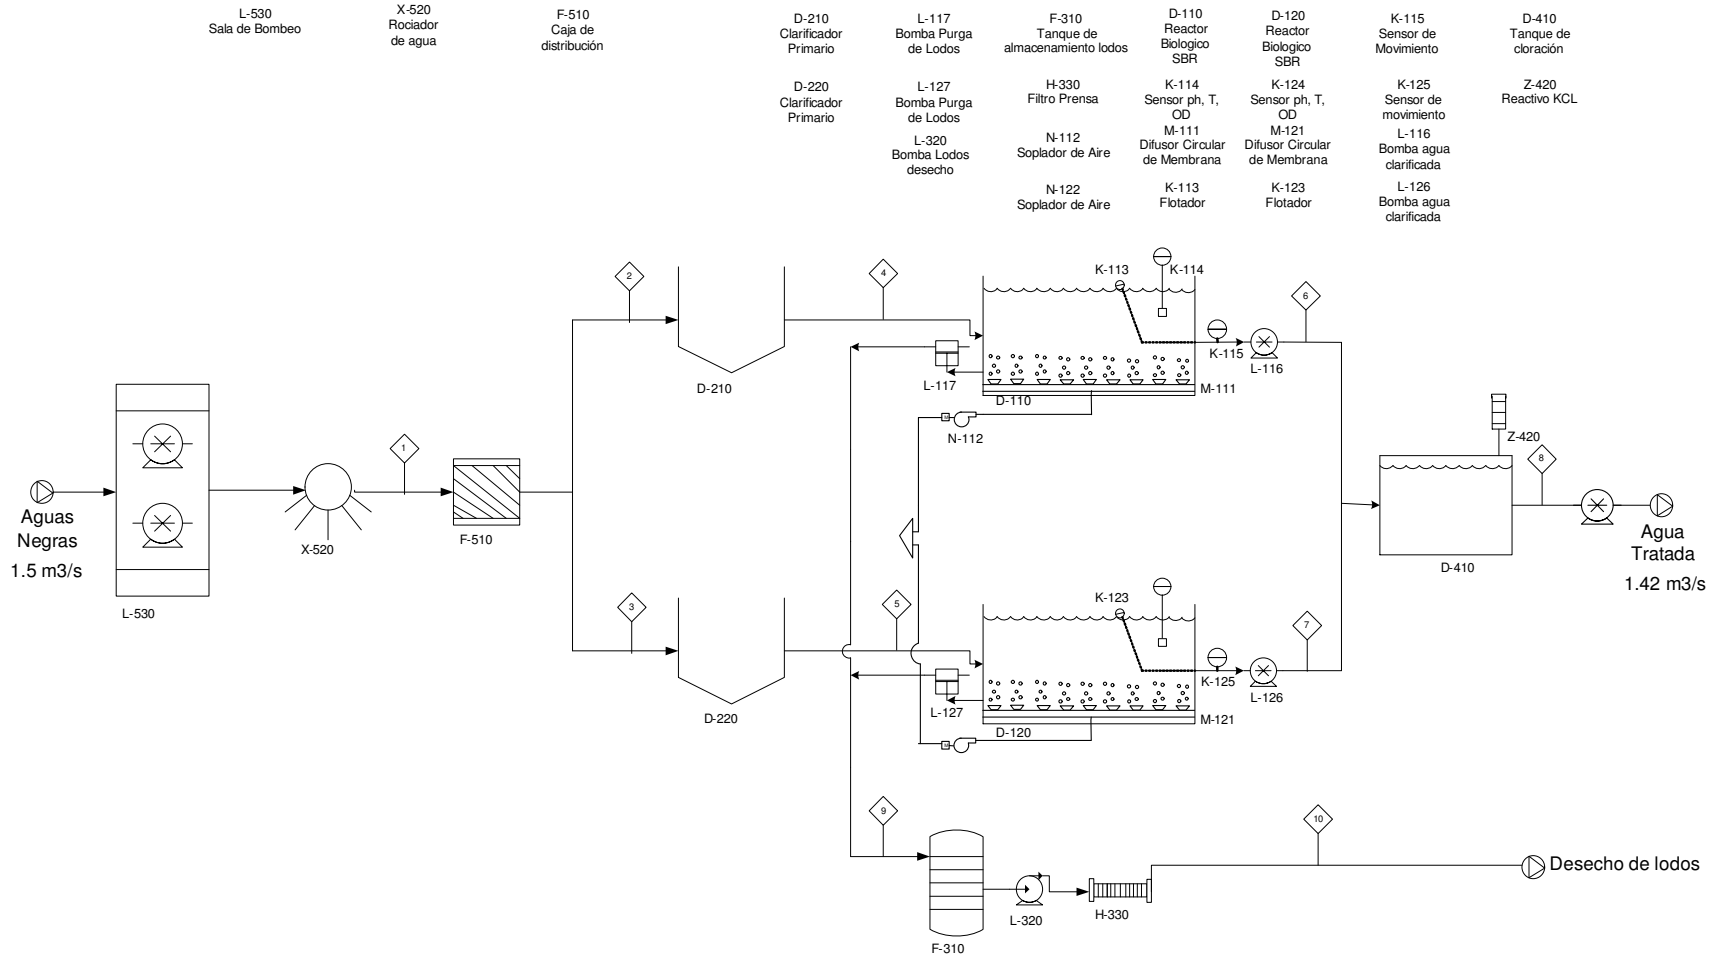 L-530
Sala de Bombeo
X-520
Rociador
de agua
F-510
Caja de
distribución
D-210
Clarificador
Primario
L-117
Bomba Purga
de Lodos
F-310
Tanque de
almacenamiento lodos
D-110
Reactor
Biologico
SBR
D-120
Reactor
Biologico
SBR
K-115
Sensor de
Movimiento
D-410
Tanque de
cloración
D-220
Clarificador
Primario
L-127
Bomba Purga
de Lodos
H-330
Filtro Prensa
K-114
Sensor ph, T,
OD
K-124
Sensor ph, T,
OD
K-125
Sensor de
movimiento
Z-420
Reactivo KCL
L-320
Bomba Lodos
desecho
N-112
Soplador de Aire
M-111
Difusor Circular
de Membrana
M-121
Difusor Circular
de Membrana
L-116
Bomba agua
clarificada
N-122
Soplador de Aire
K-113
Flotador
K-123
Flotador
L-126
Bomba agua
clarificada
2
4
K-113
K-114
6
K-115
L-116
D-210
L-117
D-110
M-111
N-112
1
Z-420
8
Aguas
Negras
1.5 m3/s
X-520
F-510
D-410
Agua
Tratada
1.42 m3/s
L-530
3
5
K-123
7
K-125
L-126
D-220
L-127
D-120
M-121
9
10
Desecho de lodos
L-320
H-330
F-310